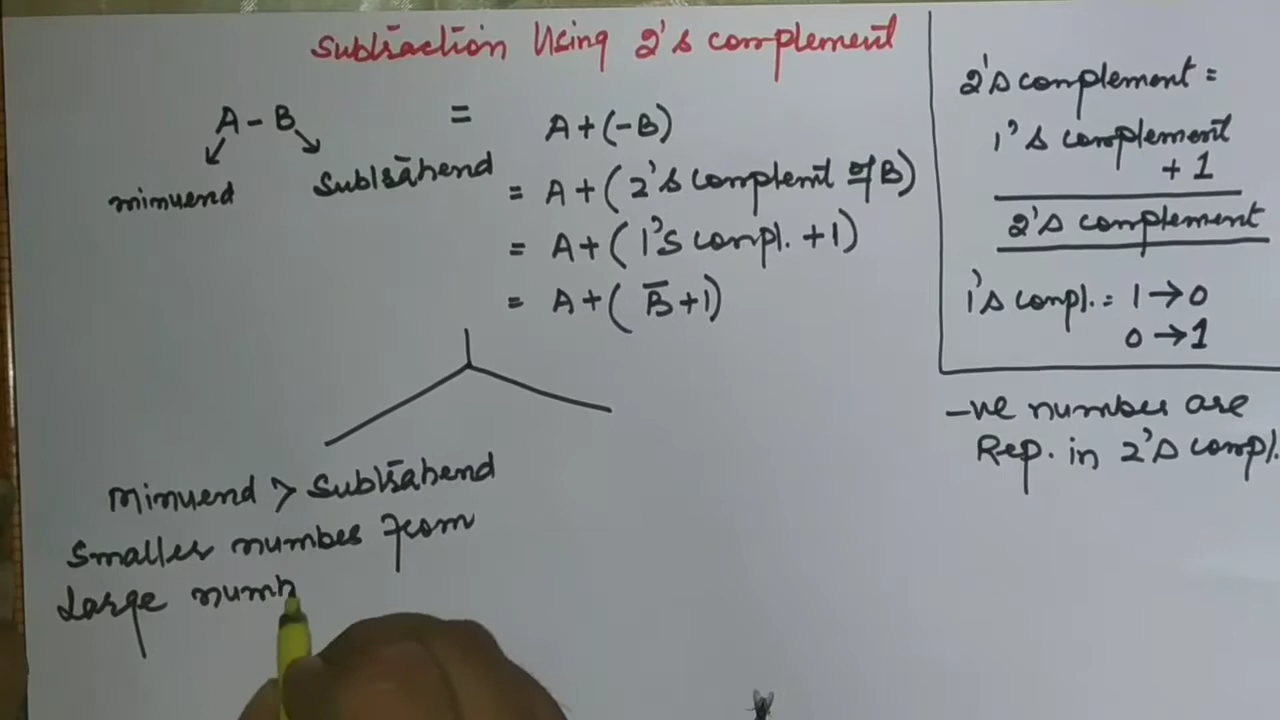 Subtraction Using 2's complement
A - B = A+(-B)
minuend Subtrahend
= A+(2's complemt of B)
= A+(1's compl. +1)
= A+(B̅+1)
Minuend > Subtrahend
Smaller number from
Large numb
2's complement =
1's complement
+ 1
2's complement
1's compl. = 1→0
0→1
-ve number are
Rep. in 2's compl.